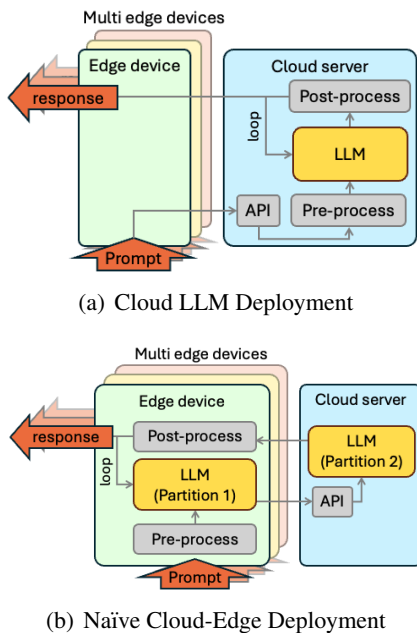 Multi edge devices
Edge device
Cloud server
response
Post-process
loop
LLM
API
Pre-process
Prompt
(a) Cloud LLM Deployment
Multi edge devices
Edge device
Cloud server
response
Post-process
LLM
(Partition 2)
loop
LLM
(Partition 1)
API
Pre-process
Prompt
(b) Naïve Cloud-Edge Deployment